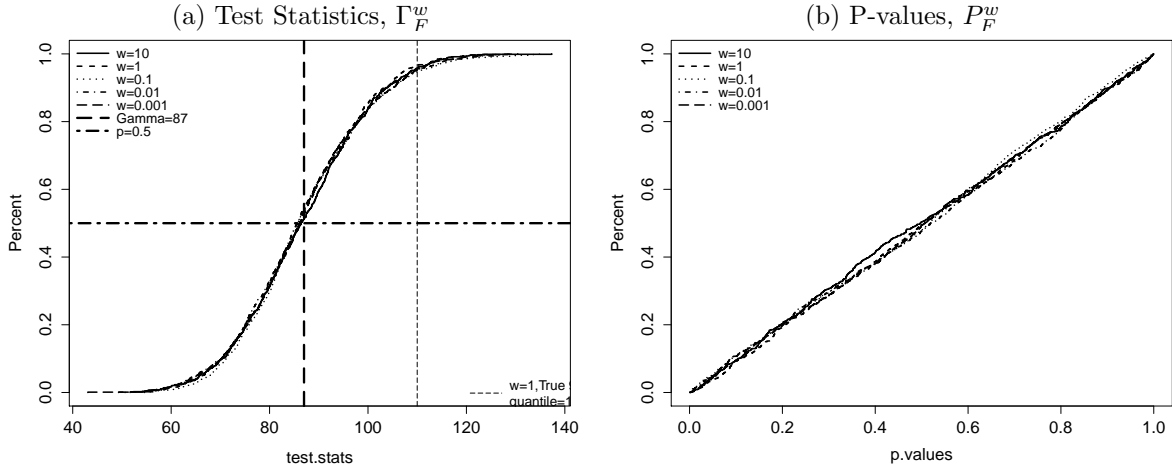 (a) Test Statistics, Γ_F^w
Percent
1.0
0.8
0.6
0.4
0.2
0.0
w=10
w=1
w=0.1
w=0.01
w=0.001
Gamma=87
p=0.5
w=1,True
quantile=1
40 60 80 100 120 140
test.stats
(b) P-values, P_F^w
Percent
1.0
0.8
0.6
0.4
0.2
0.0
w=10
w=1
w=0.1
w=0.01
w=0.001
0.0 0.2 0.4 0.6 0.8 1.0
p.values